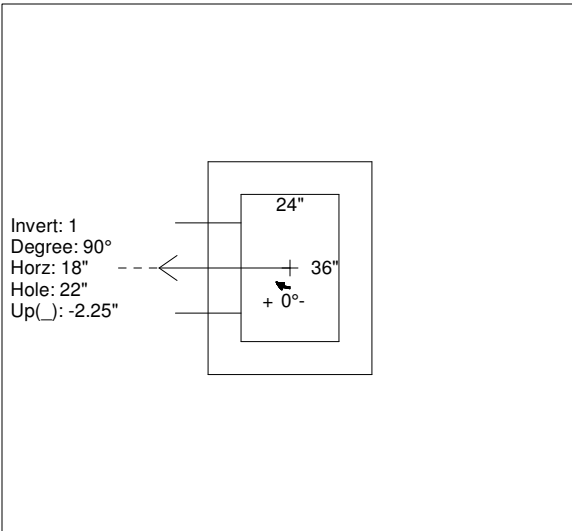 24"
Invert: 1
Degree: 90°
Horz: 18"
36"
Hole: 22"
+ 0°-
Up(_): -2.25"